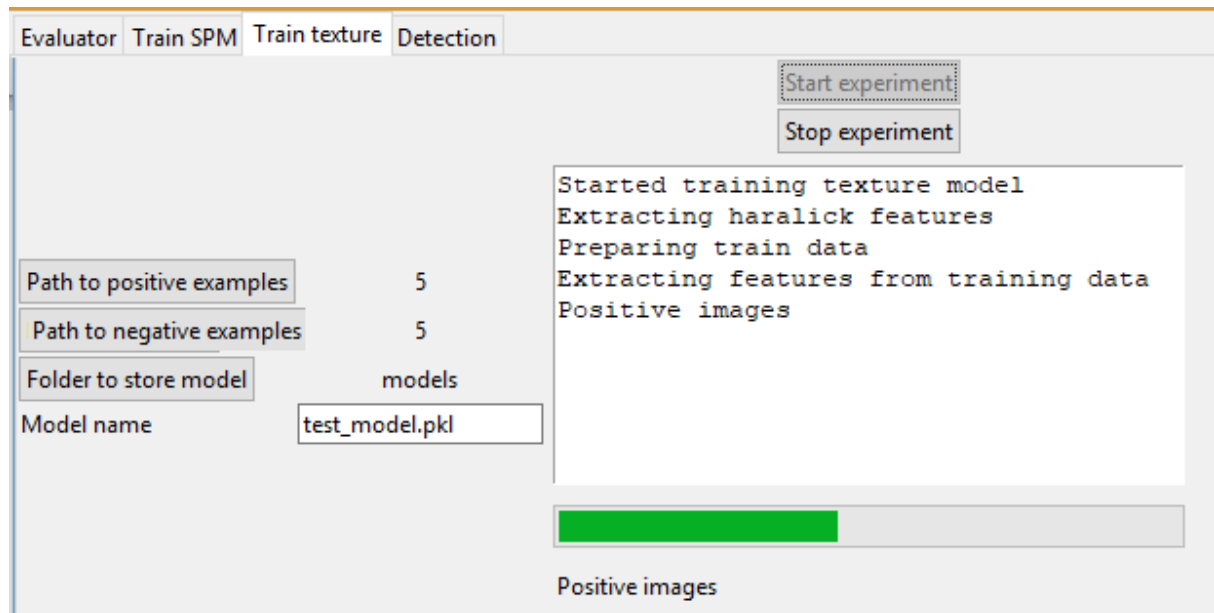 Evaluator Train SPM Train texture Detection
Start experiment
Stop experiment
Started training texture model
Extracting haralick features
Preparing train data
Extracting features from training data
Positive images
Path to positive examples 5
Path to negative examples 5
Folder to store model models
Model name test_model.pkl
Positive images